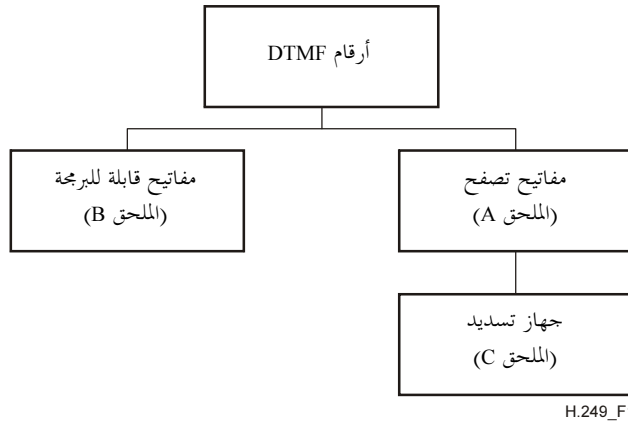 أرقام DTMF
مفاتيح تصفح
(الملحق A)
مفاتيح قابلة للبرمجة
(الملحق B)
جهاز تسديد
(الملحق C)
H.249_F